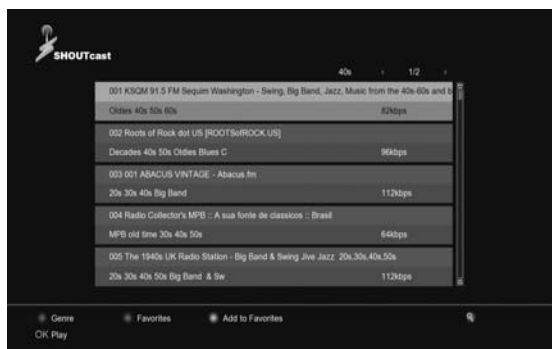 SHOUTcast
40s 1/2
001 KSQM 91.5 FM Sequim Washington - Swing, Big Band, Jazz, Music from the 40s-60s and b
Oldies 40s 50s 60s 82kbps
002 Roots of Rock dot US [ROOTSofROCK.US]
Decades 40s 50s Oldies Blues C 96kbps
003 001 ABACUS VINTAGE - Abacus.fm
20s 30s 40s Big Band 112kbps
004 Radio Collector's MPB :: A sua fonte de classicos :: Brasil
MPB old time 30s 40s 50s 64kbps
005 The 1940s UK Radio Station - Big Band & Swing Jive Jazz 20s,30s,40s,50s
20s 30s 40s 50s Big Band & Sw 112kbps
Genre Favorites Add to Favorites
OK Play